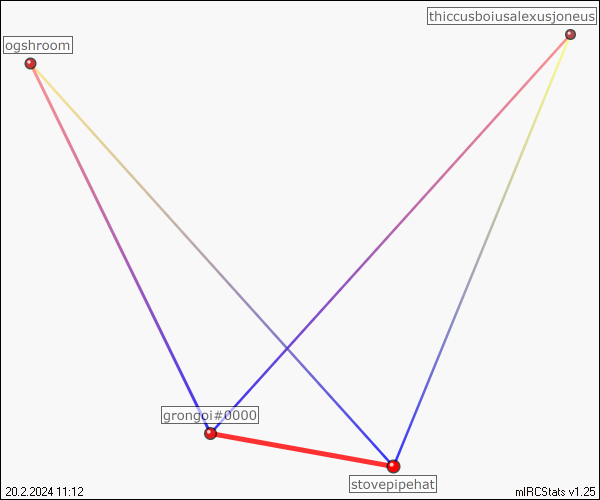 thiccusboiusalexusjoneus
ogshroom
grongoi#0000
stovepipehat
20.2.2024 11:12
mIRCStats v1.25